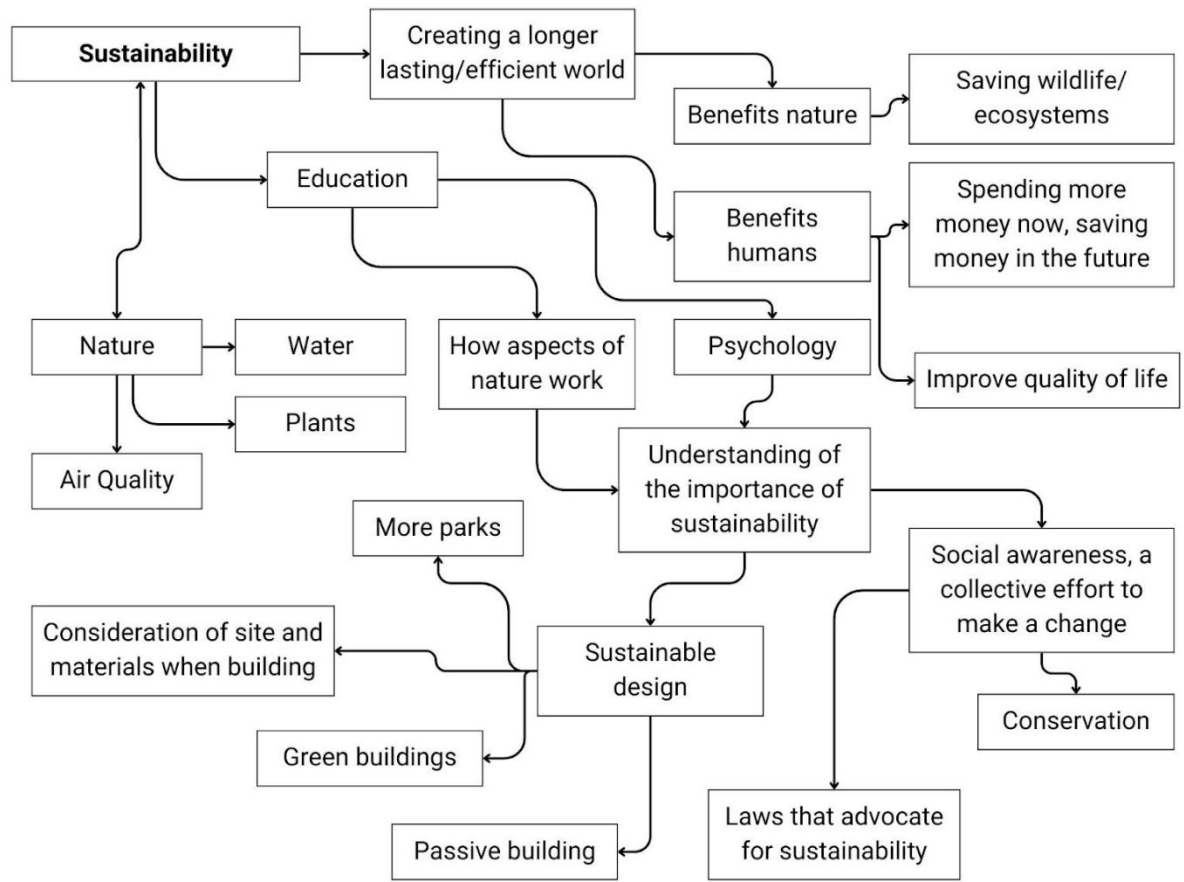 Sustainability
Creating a longer
lasting/efficient world
Benefits nature
Saving wildlife/
ecosystems
Education
Benefits
humans
Spending more
money now, saving
money in the future
Nature
Water
How aspects of
nature work
Psychology
Improve quality of life
Plants
Air Quality
Understanding of
the importance of
sustainability
More parks
Social awareness, a
collective effort to
make a change
Consideration of site and
materials when building
Sustainable
design
Conservation
Green buildings
Laws that advocate
for sustainability
Passive building